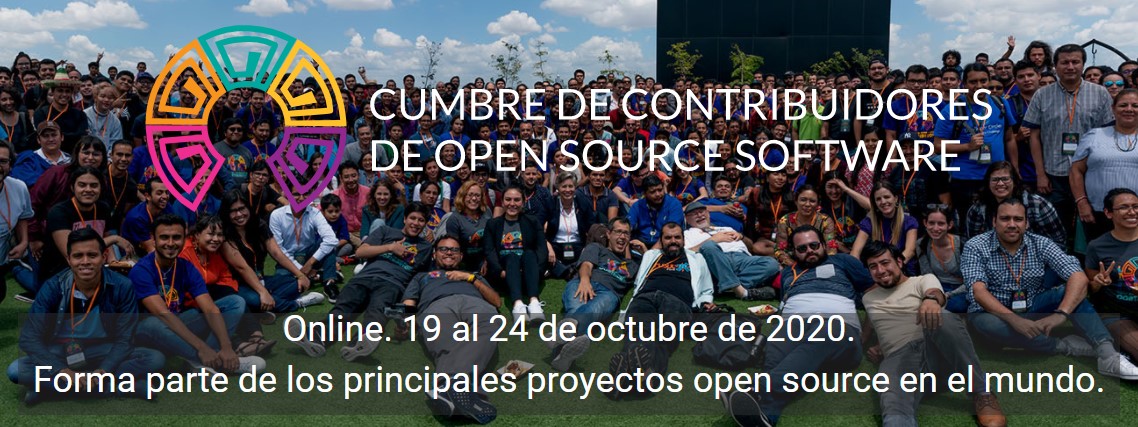 CUMBRE DE CONTRIBUIDORES
DE OPEN SOURCE SOFTWARE
Online. 19 al 24 de octubre de 2020.
Forma parte de los principales proyectos open source en el mundo.